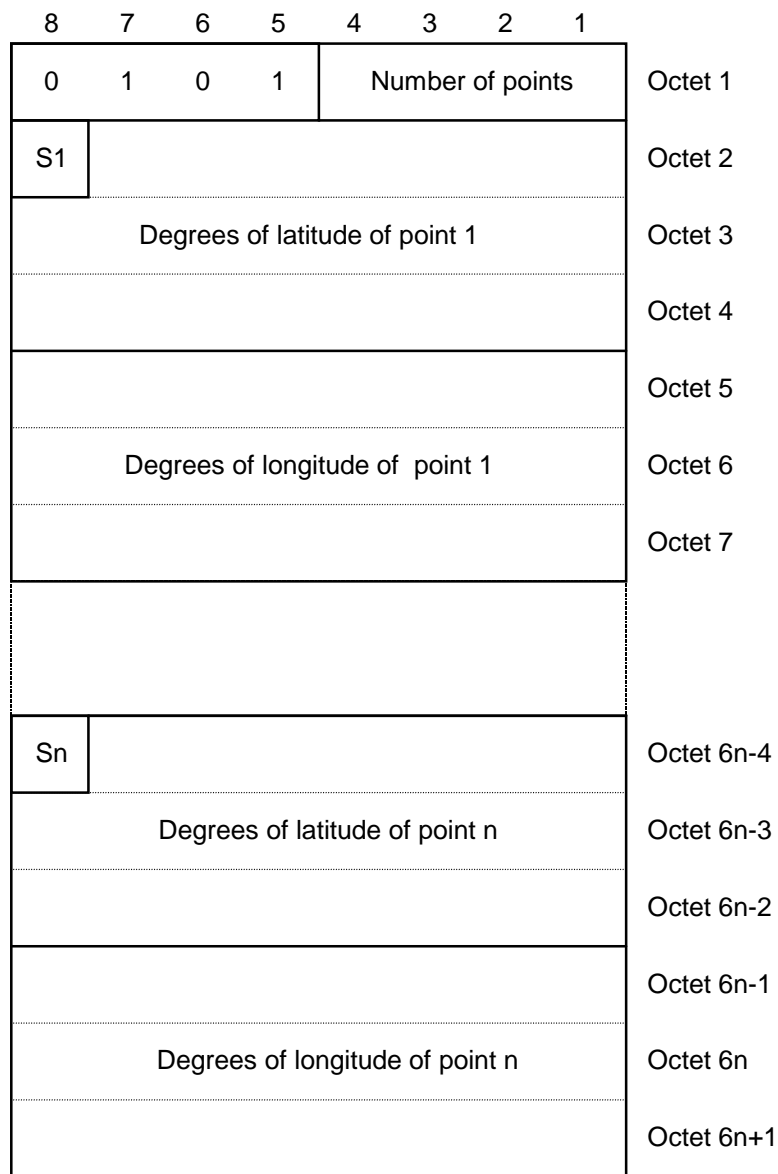 8 7 6 5 4 3 2 1
0 1 0 1 Number of points Octet 1
S1 Octet 2
Degrees of latitude of point 1 Octet 3
Octet 4
Octet 5
Degrees of longitude of  point 1 Octet 6
Octet 7
Sn Octet 6n-4
Degrees of latitude of point n Octet 6n-3
Octet 6n-2
Octet 6n-1
Degrees of longitude of point n Octet 6n
Octet 6n+1